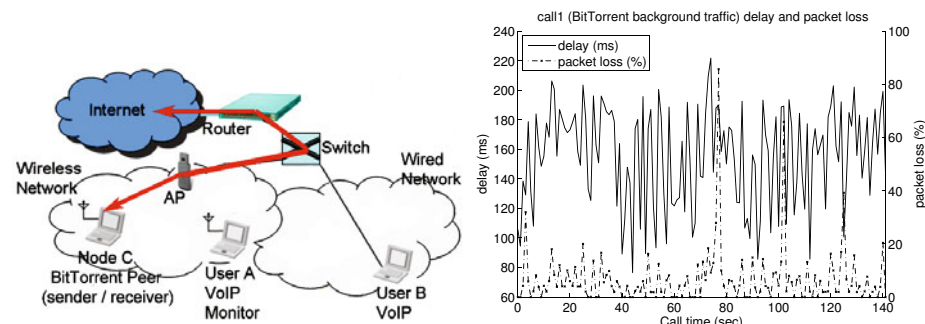 Internet
Router
Switch
Wireless
Network
AP
Wired
Network
Node C
BitTorrent Peer
(sender / receiver)
User A
VoIP
Monitor
User B
VoIP
call1 (BitTorrent background traffic) delay and packet loss
delay (ms)
packet loss (%)
240
220
200
180
160
140
120
100
80
60
delay (ms)
100
80
60
40
20
0
packet loss (%)
0 20 40 60 80 100 120 140
Call time (sec)